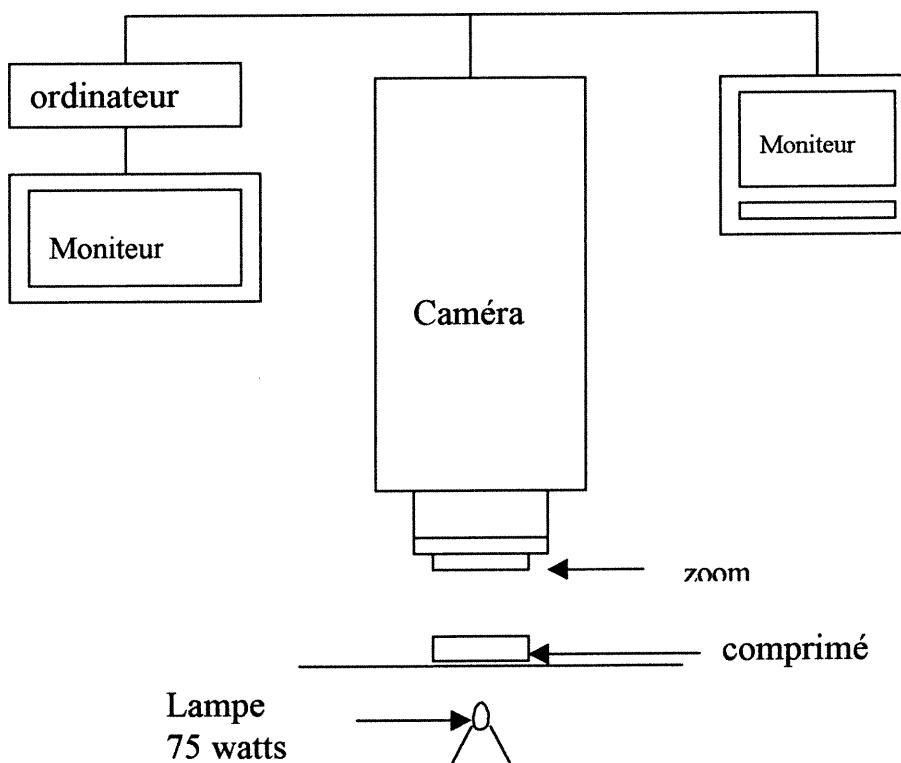 ordinateur
Moniteur
Moniteur
Caméra
zoom
comprimé
Lampe
75 watts